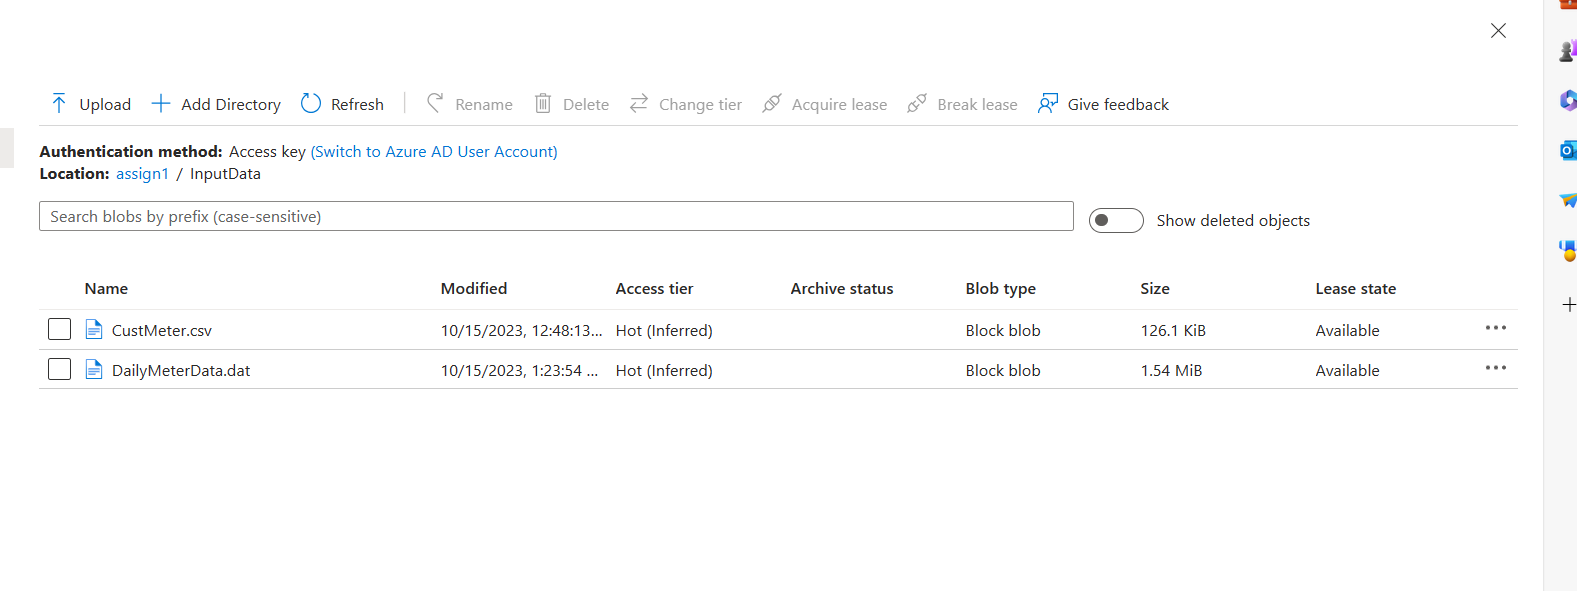 Upload Add Directory Refresh Rename Delete Change tier Acquire lease Break lease Give feedback
Authentication method: Access key (Switch to Azure AD User Account)
Location: assign1 / InputData
Search blobs by prefix (case-sensitive) Show deleted objects
Name Modified Access tier Archive status Blob type Size Lease state
CustMeter.csv 10/15/2023, 12:48:13... Hot (Inferred) Block blob 126.1 KiB Available
DailyMeterData.dat 10/15/2023, 1:23:54 ... Hot (Inferred) Block blob 1.54 MiB Available